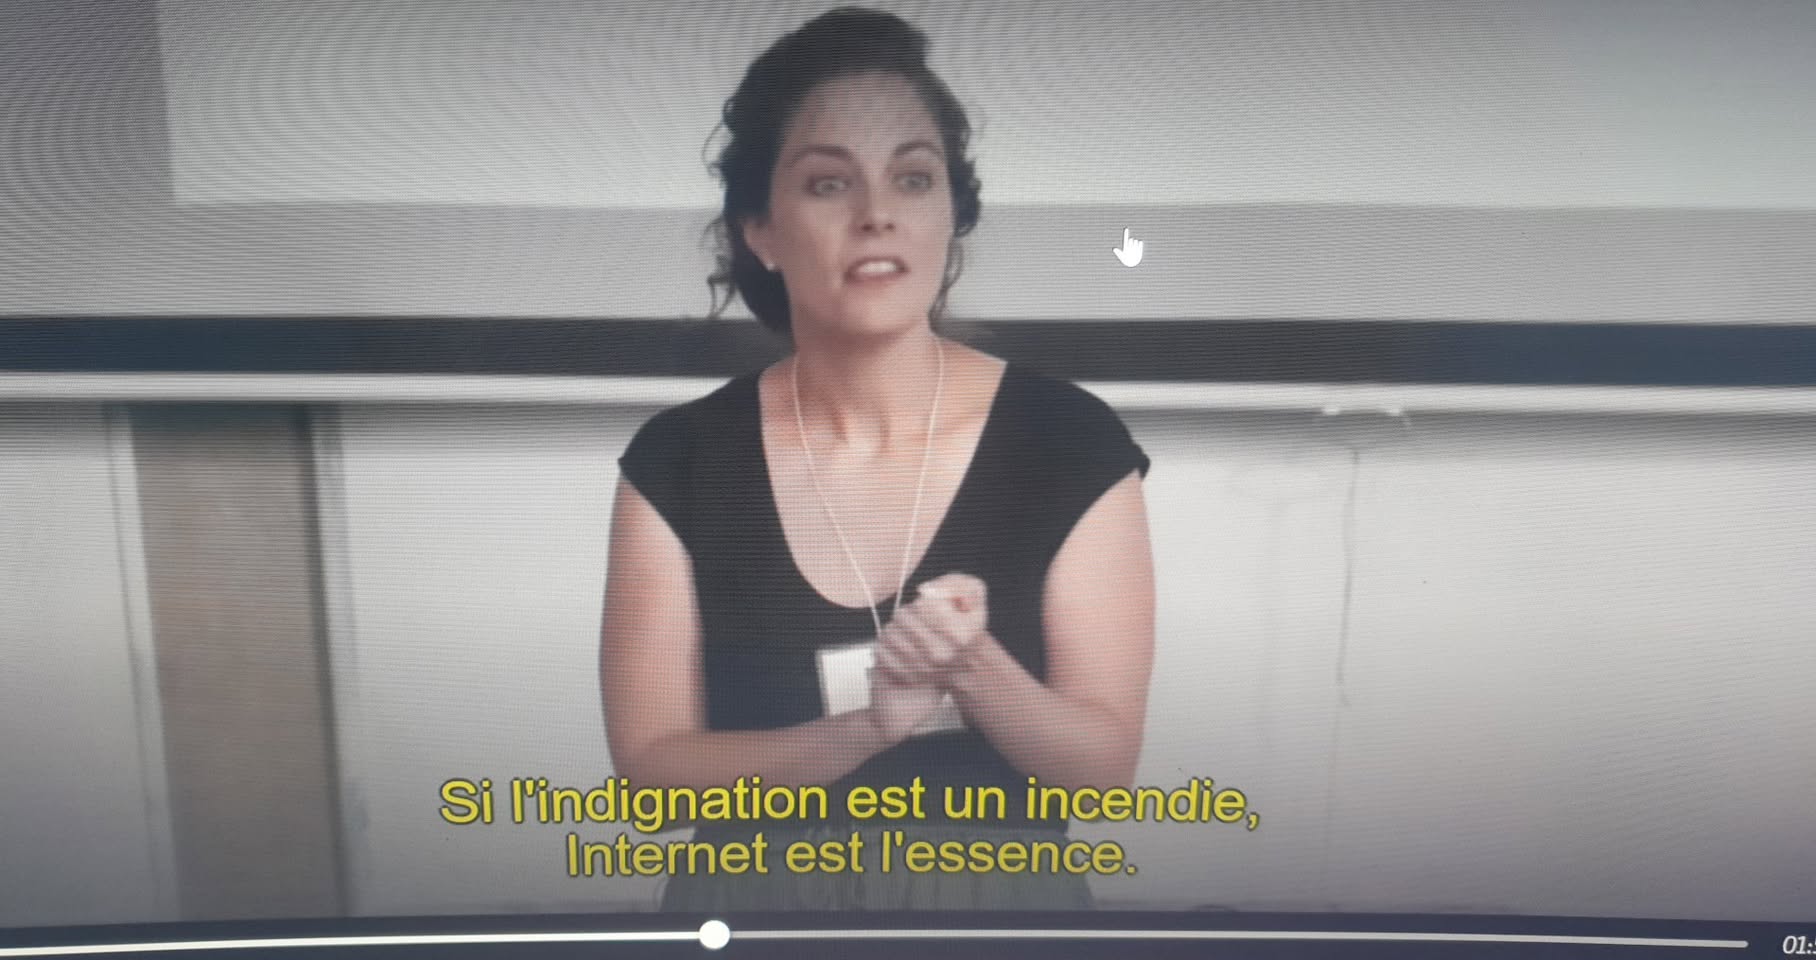 Si l'indignation est un incendie,
Internet est l'essence.